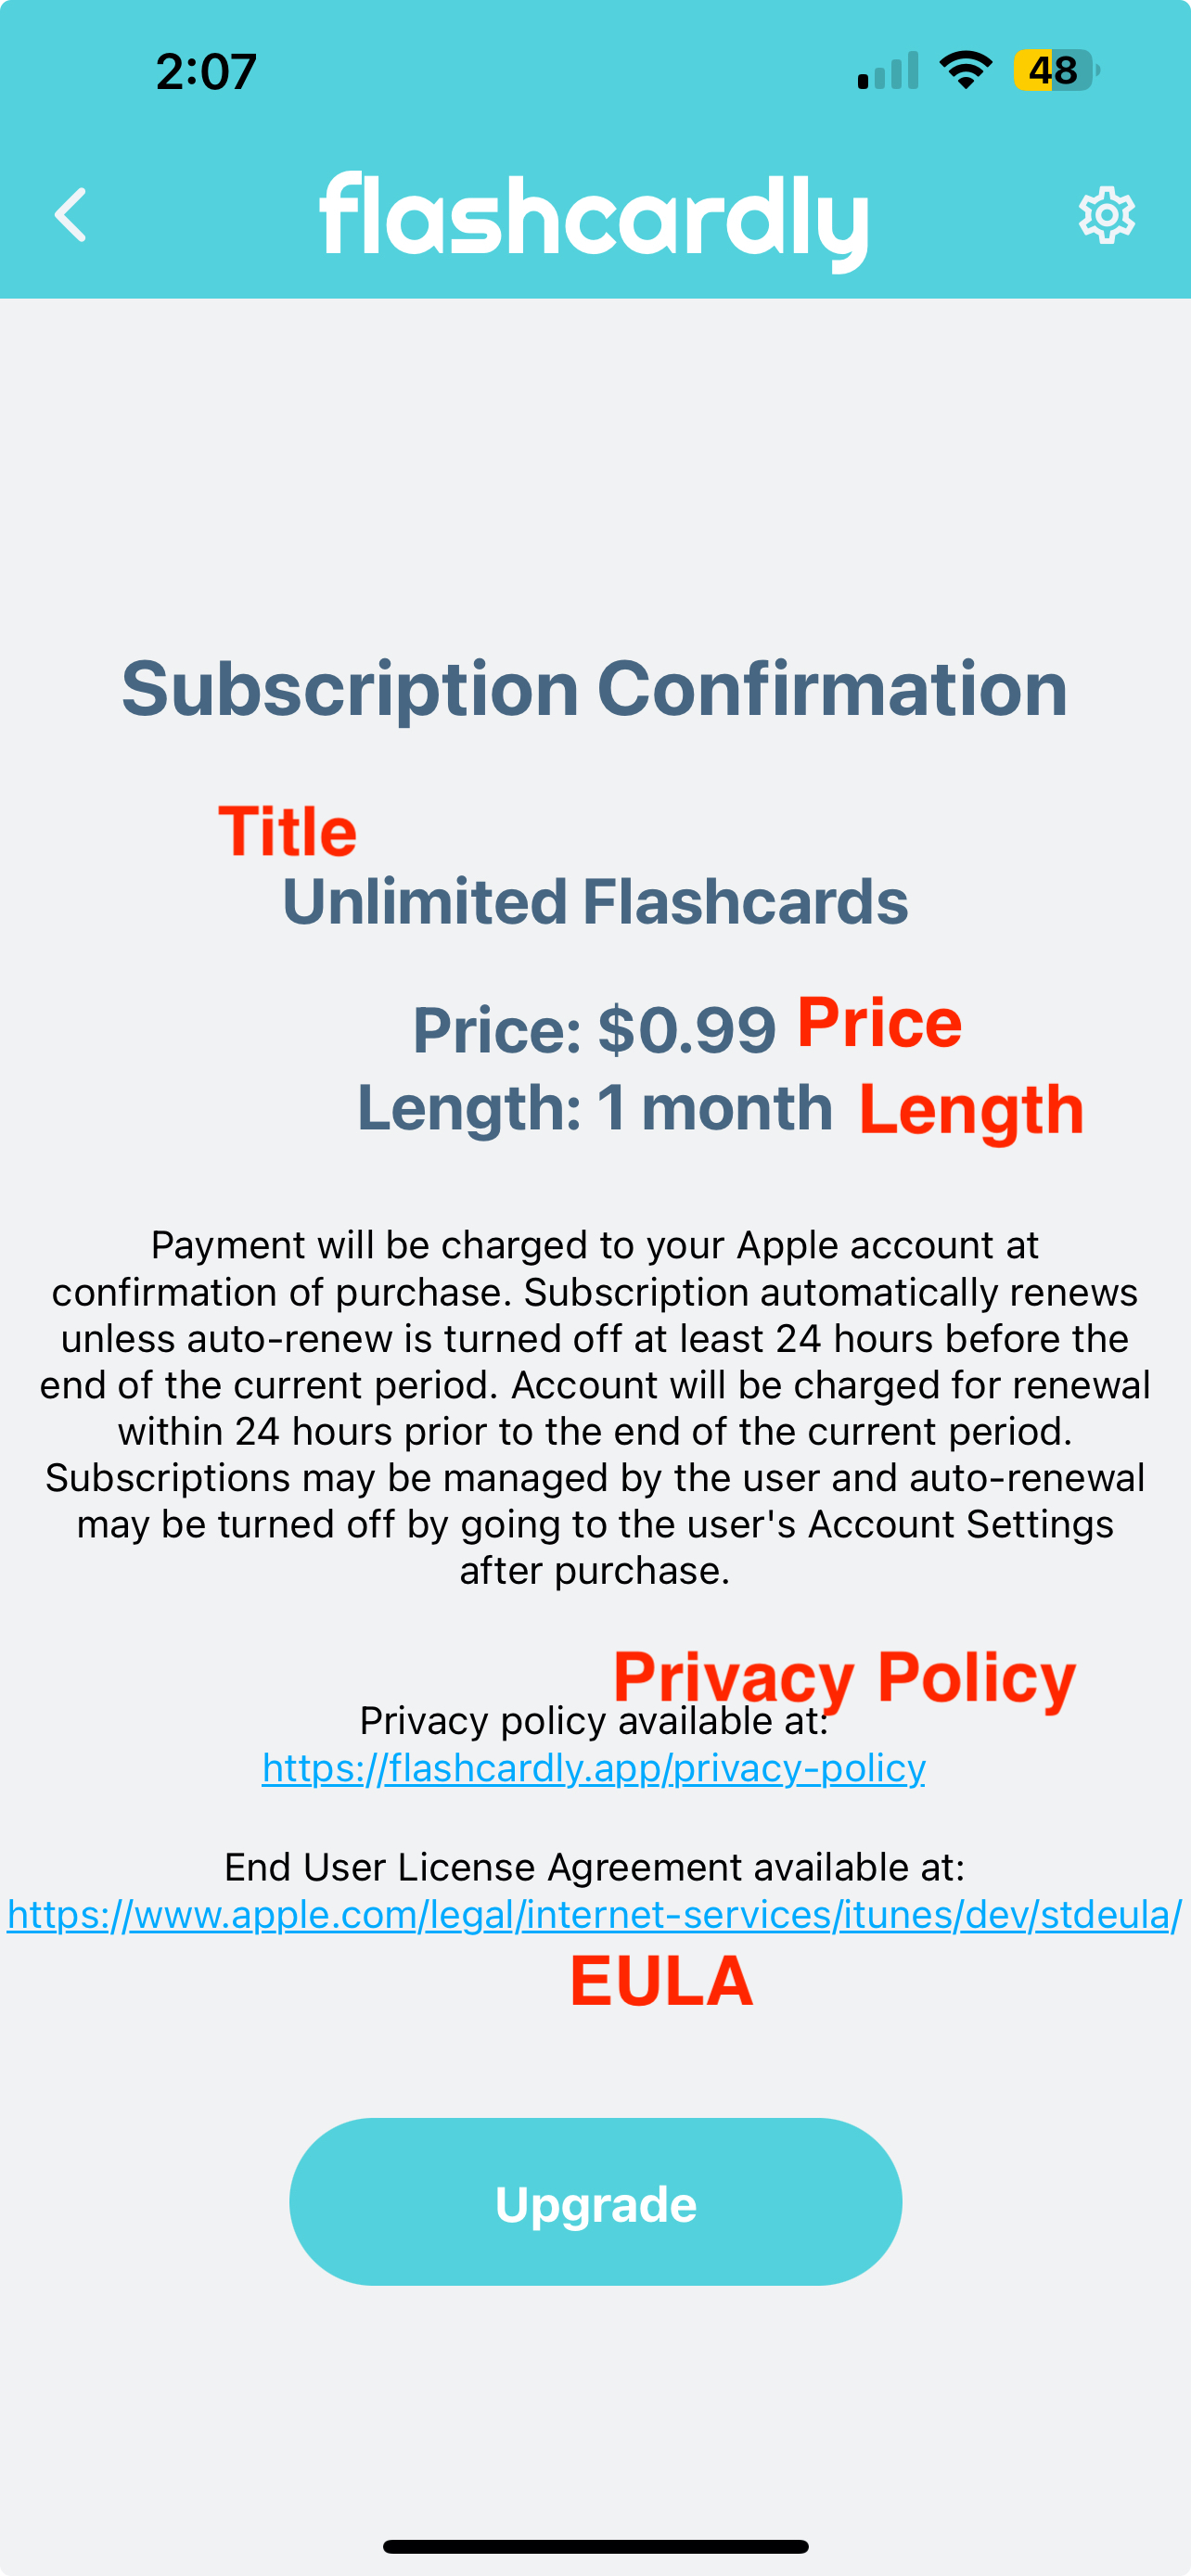 2:07
48
flashcardly
Subscription Confirmation
Title
Unlimited Flashcards
Price: $0.99 Price
Length: 1 month Length
Payment will be charged to your Apple account at
confirmation of purchase. Subscription automatically renews
unless auto-renew is turned off at least 24 hours before the
end of the current period. Account will be charged for renewal
within 24 hours prior to the end of the current period.
Subscriptions may be managed by the user and auto-renewal
may be turned off by going to the user's Account Settings
after purchase.
Privacy Policy
Privacy policy available at:
https://flashcardly.app/privacy-policy
End User License Agreement available at:
https://www.apple.com/legal/internet-services/itunes/dev/stdeula/
EULA
Upgrade